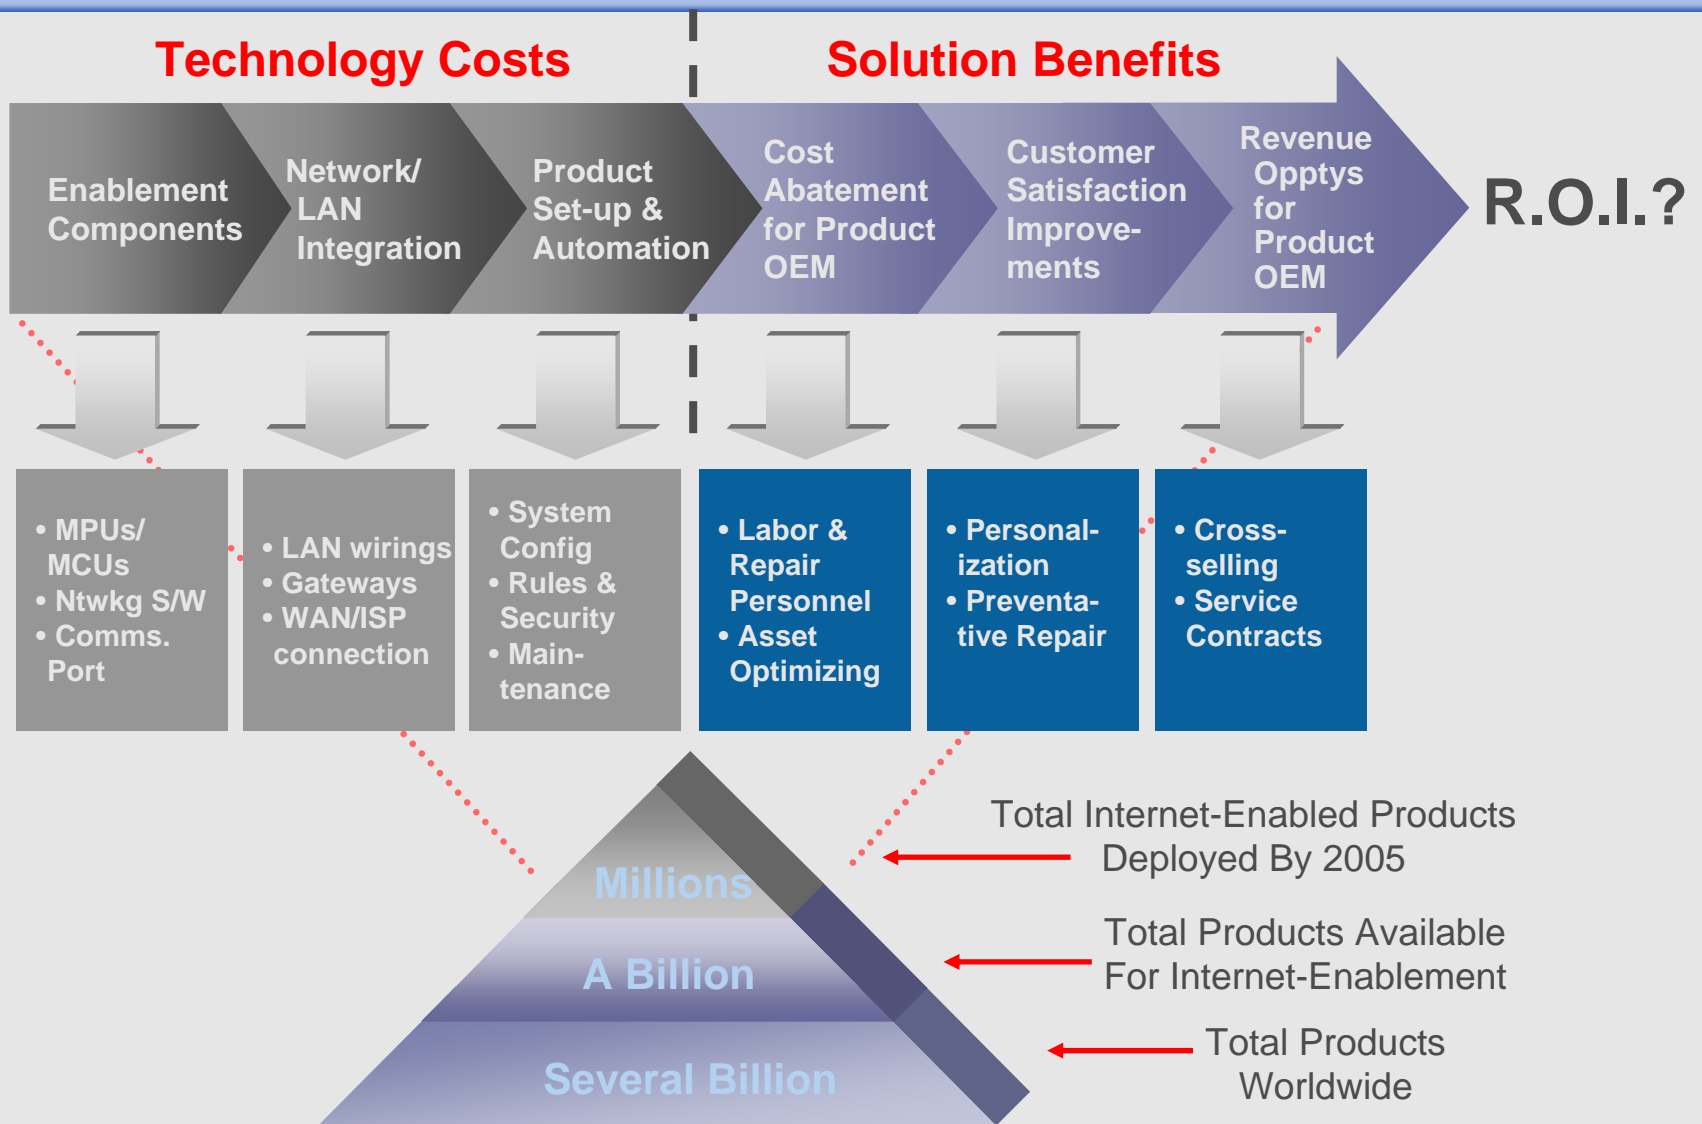 Technology Costs
Solution Benefits
Enablement
Components
Network/
LAN
Integration
Product
Set-up &
Automation
Cost
Abatement
for Product
OEM
Customer
Satisfaction
Improve-
ments
Revenue
Opptys
for
Product
OEM
R.O.I.?
• MPUs/
MCUs
• Ntwkg S/W
• Comms.
Port
• LAN wirings
• Gateways
• WAN/ISP
connection
• System
Config
• Rules &
Security
• Main-
tenance
• Labor &
Repair
Personnel
• Asset
Optimizing
• Personal-
ization
• Preventa-
tive Repair
• Cross-
selling
• Service
Contracts
Millions
Total Internet-Enabled Products
Deployed By 2005
A Billion
Total Products Available
For Internet-Enablement
Several Billion
Total Products
Worldwide